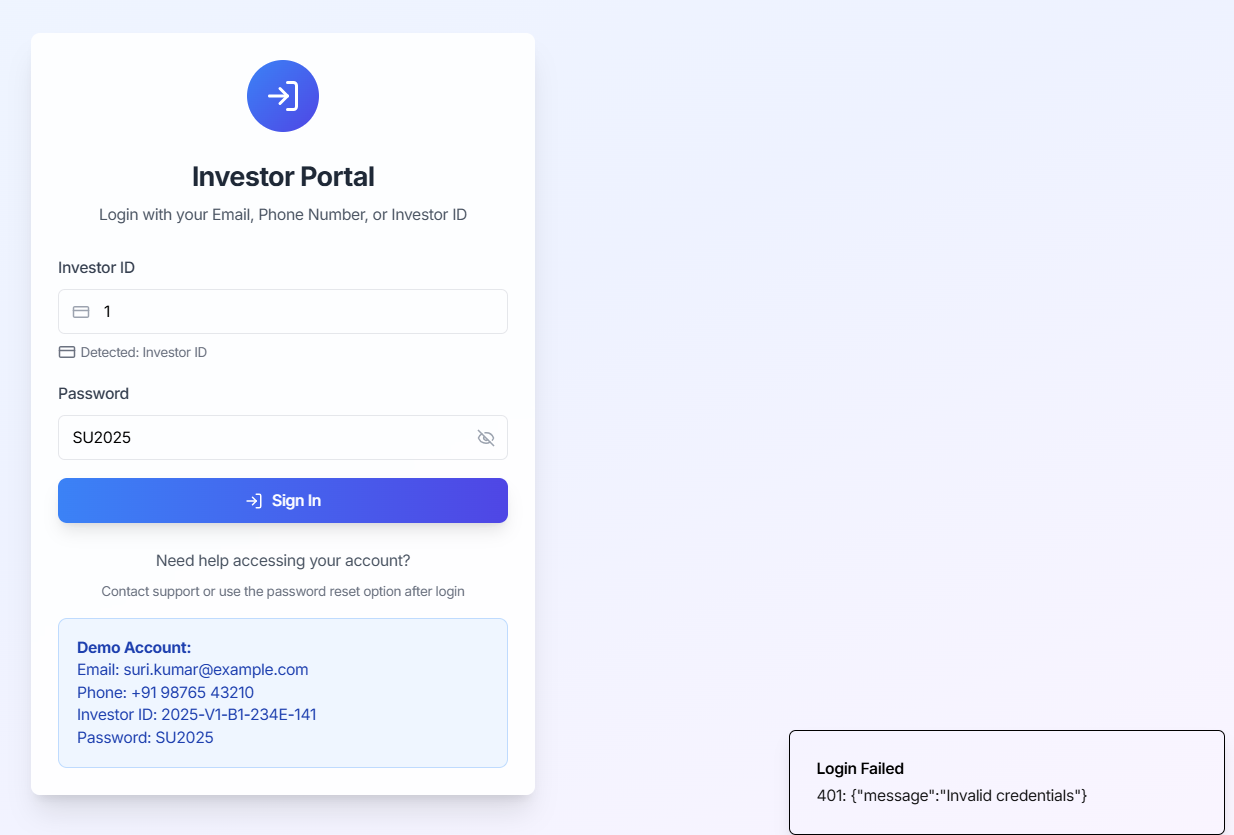 Investor Portal
Login with your Email, Phone Number, or Investor ID
Investor ID
1
Detected: Investor ID
Password
SU2025
Sign In
Need help accessing your account?
Contact support or use the password reset option after login
Demo Account:
Email: suri.kumar@example.com
Phone: +91 98765 43210
Investor ID: 2025-V1-B1-234E-141
Password: SU2025
Login Failed
401: {"message":"Invalid credentials"}